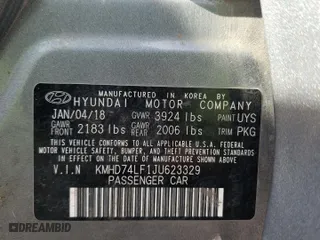 MANUFACTURED IN KOREA BY
HYUNDAI MOTOR COMPANY
JAN/04/18 GVWR 3924 lbs PAINT UYS
GAWR FRONT 2183 lbs GAWR REAR 2006 lbs TRIM PKG
THIS VEHICLE CONFORMS TO ALL APPLICABLE
U.S. FEDERAL MOTOR VEHICLE SAFETY, BUMPER,
AND THEFT PREVENTION STANDARDS IN EFFECT ON
THE DATE OF MANUFACTURE SHOWN ABOVE.
V.I.N KMHD74LF1JU623329
PASSENGER CAR
DREAMBID